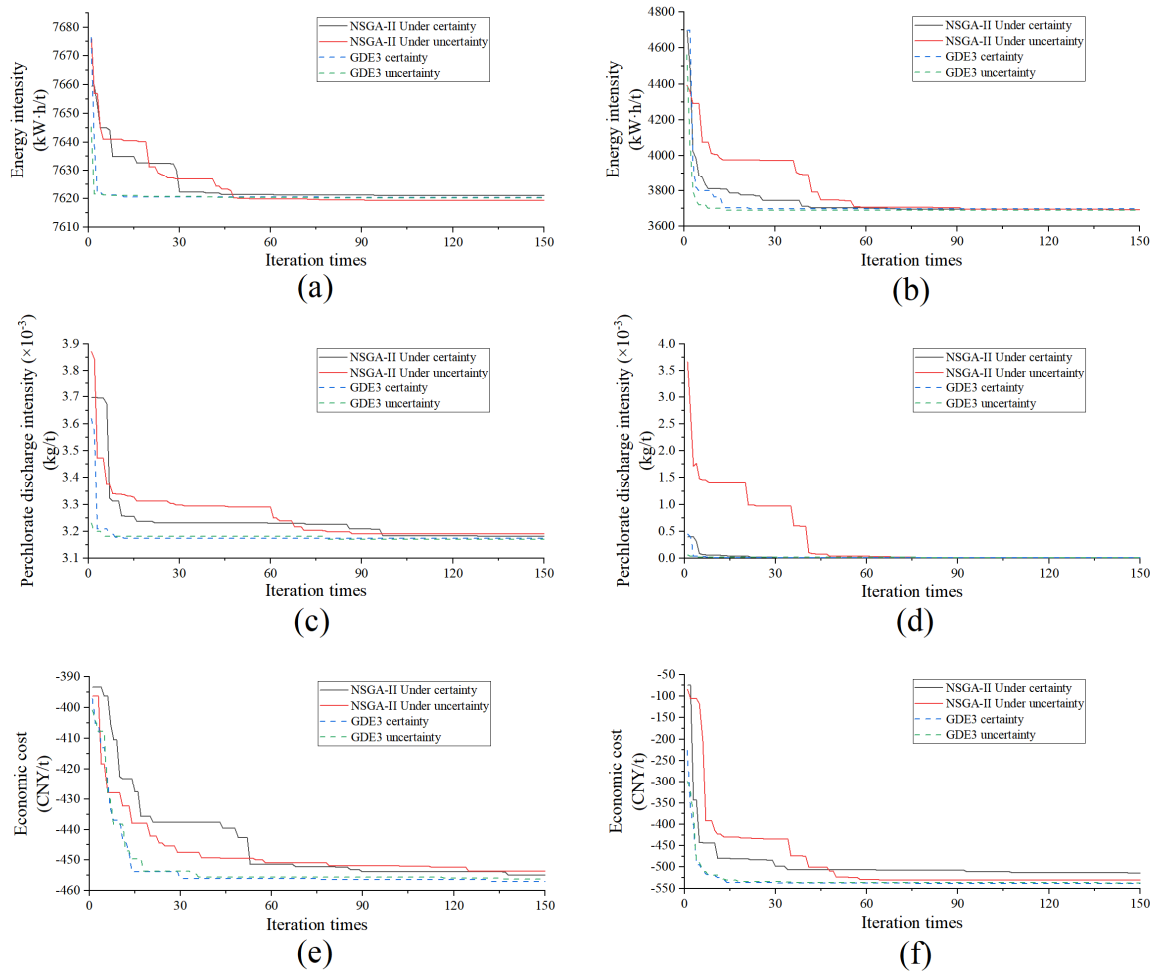 7680
7670
7660
7650
7640
7630
7620
7610
0
30
60
90
120
150
Energy intensity
(kW·h/t)
Iteration times
NSGA-II Under certainty
NSGA-II Under uncertainty
GDE3 certainty
GDE3 uncertainty
(a)
4800
4600
4400
4200
4000
3800
3600
0
30
60
90
120
150
Energy intensity
(kW·h/t)
Iteration times
NSGA-II Under certainty
NSGA-II Under uncertainty
GDE3 certainty
GDE3 uncertainty
(b)
3.9
3.8
3.7
3.6
3.5
3.4
3.3
3.2
3.1
0
30
60
90
120
150
Perchlorate discharge intensity (×10⁻³)
(kg/t)
Iteration times
NSGA-II Under certainty
NSGA-II Under uncertainty
GDE3 certainty
GDE3 uncertainty
(c)
4.0
3.5
3.0
2.5
2.0
1.5
1.0
0.5
0.0
0
30
60
90
120
150
Perchlorate discharge intensity (×10⁻³)
(kg/t)
Iteration times
NSGA-II Under certainty
NSGA-II Under uncertainty
GDE3 certainty
GDE3 uncertainty
(d)
-390
-400
-410
-420
-430
-440
-450
-460
0
30
60
90
120
150
Economic cost
(CNY/t)
Iteration times
NSGA-II Under certainty
NSGA-II Under uncertainty
GDE3 certainty
GDE3 uncertainty
(e)
-50
-100
-150
-200
-250
-300
-350
-400
-450
-500
-550
0
30
60
90
120
150
Economic cost
(CNY/t)
Iteration times
NSGA-II Under certainty
NSGA-II Under uncertainty
GDE3 certainty
GDE3 uncertainty
(f)